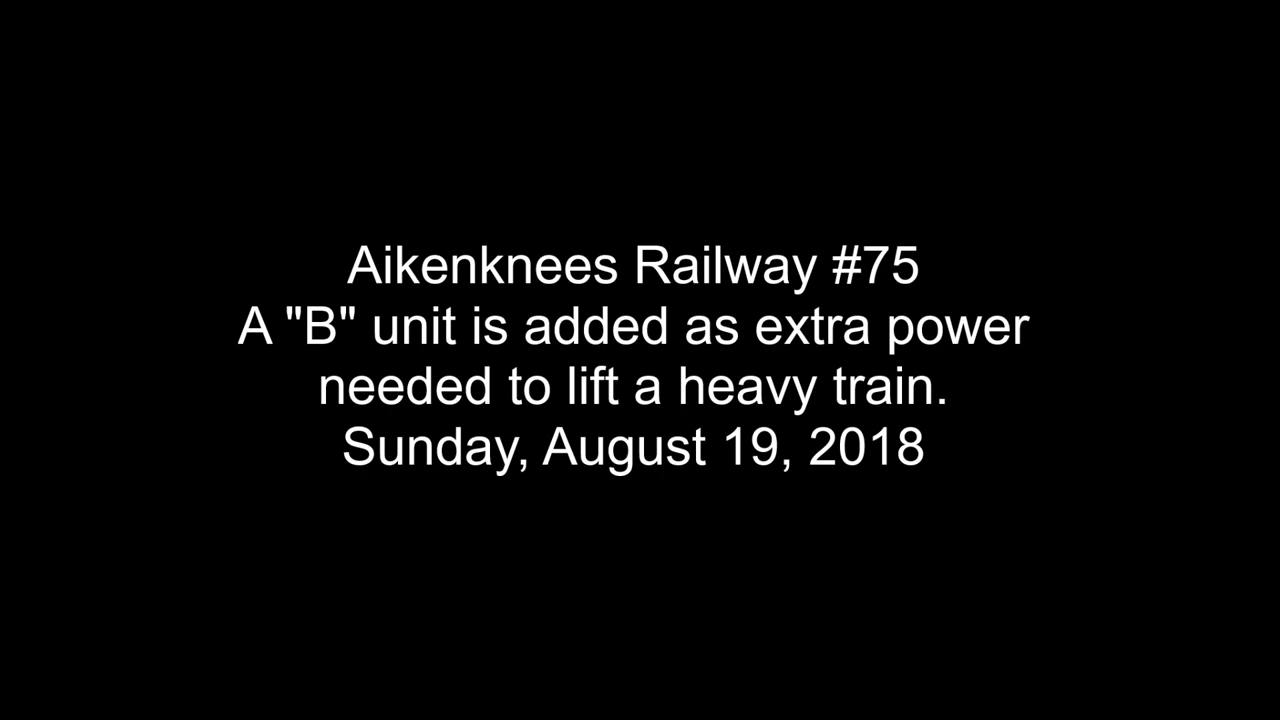 Aikenknees Railway #75
A "B" unit is added as extra power
needed to lift a heavy train.
Sunday, August 19, 2018